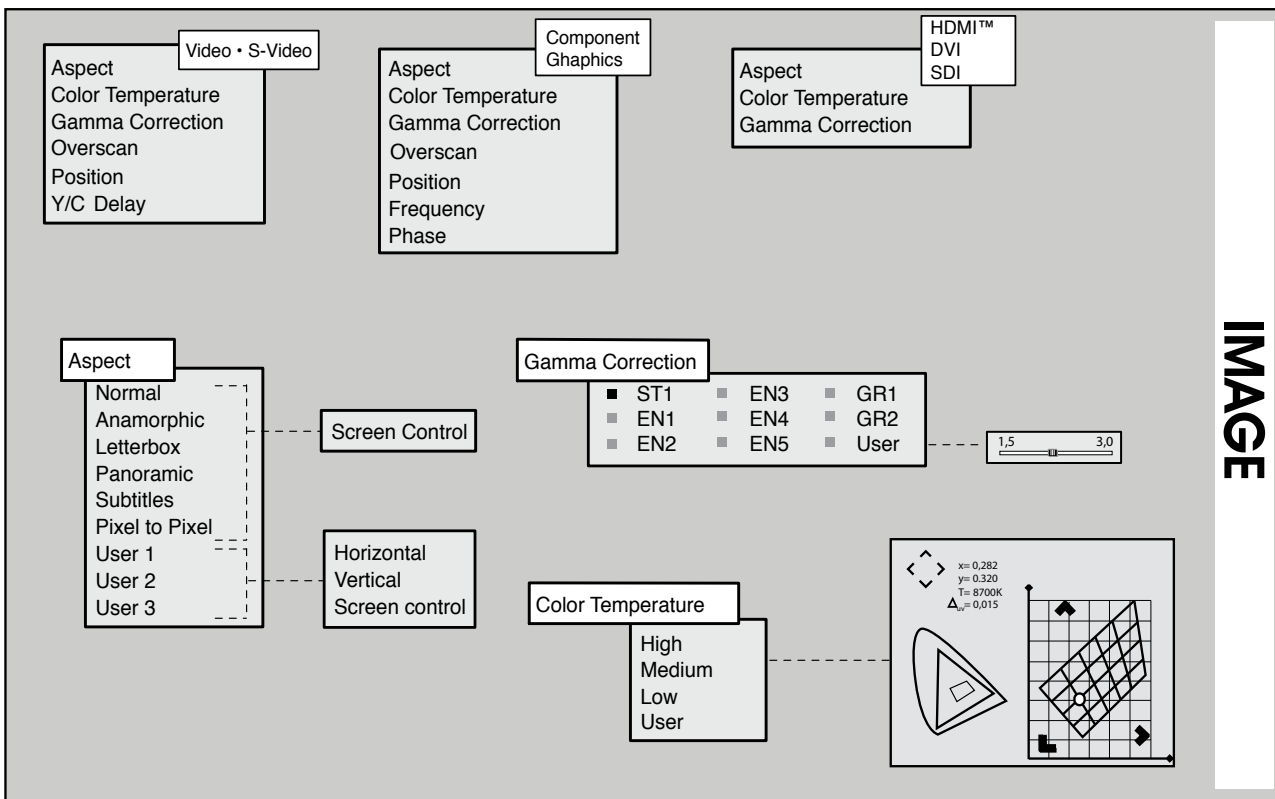 Video • S-Video
Aspect
Color Temperature
Gamma Correction
Overscan
Position
Y/C Delay
Component
Ghaphics
Aspect
Color Temperature
Gamma Correction
Overscan
Position
Frequency
Phase
HDMI™
DVI
SDI
Aspect
Color Temperature
Gamma Correction
IMAGE
Aspect
Normal
Anamorphic
Letterbox
Panoramic
Subtitles
Pixel to Pixel
User 1
User 2
User 3
Screen Control
Horizontal
Vertical
Screen control
Gamma Correction
ST1 EN3 GR1
EN1 EN4 GR2
EN2 EN5 User
1,5 3,0
Color Temperature
High
Medium
Low
User
x= 0,282
y= 0.320
T= 8700K
Δuv= 0,015